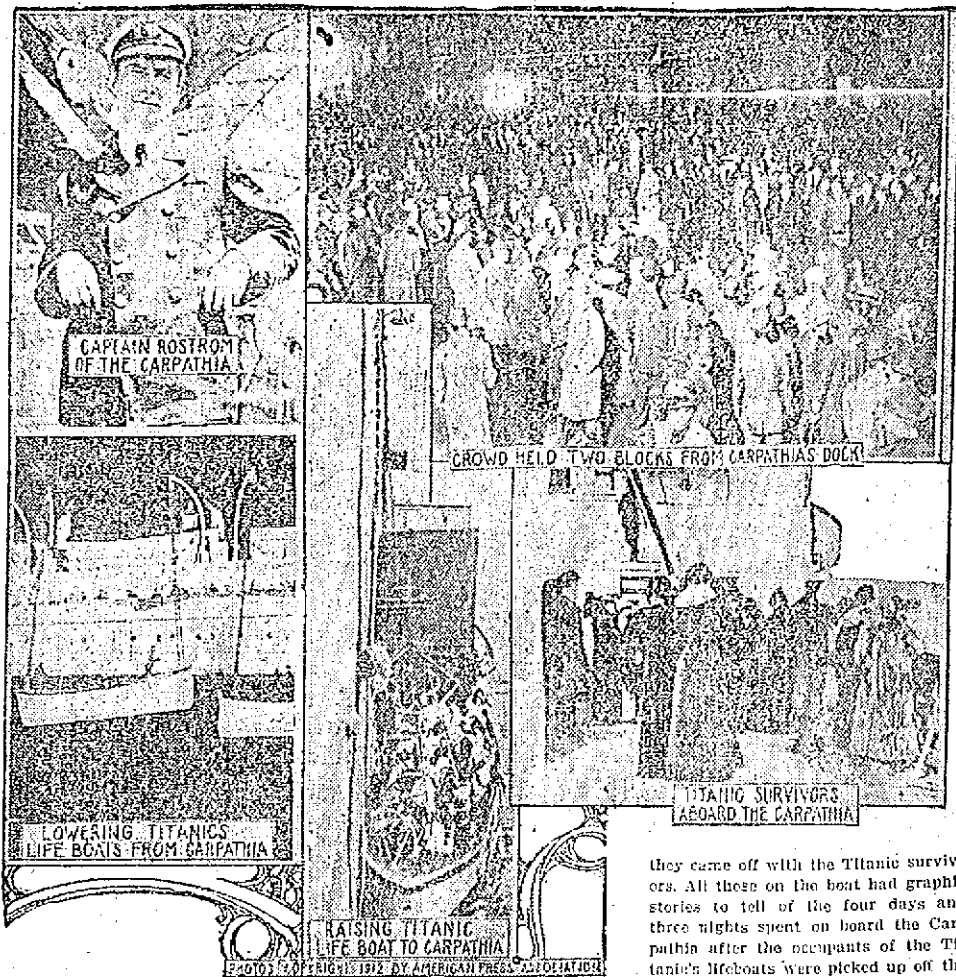 CAPTAIN ROSTROM
OF THE CARPATHIA
CROWD HELD TWO BLOCKS FROM CARPATHIAS DOCK
LOWERING TITANICS
LIFE BOATS FROM CARPATHIA
RAISING TITANIC
LIFE BOAT TO CARPATHIA
TITANIC SURVIVORS
ABOARD THE CARPATHIA
PHOTOS COPYRIGHT 1912 BY AMERICAN PRESS ASSOCIATION
they came off with the Titanic surviv-
ors. All those on the boat had graphi
stories to tell of the four days an
three nights spent on board the Car
pathia after the occupants of the Ti
tanic's lifeboats were picked up off th